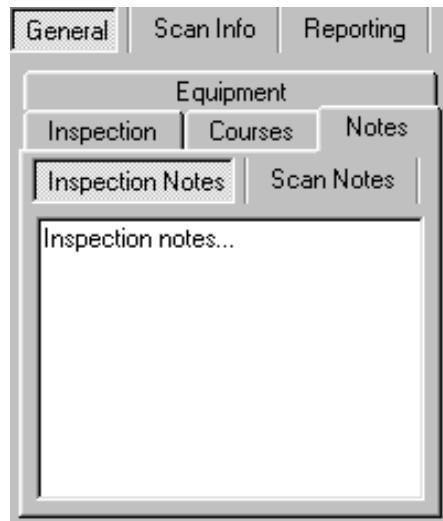 General Scan Info Reporting
Equipment
Inspection Courses Notes
Inspection Notes Scan Notes
Inspection notes...